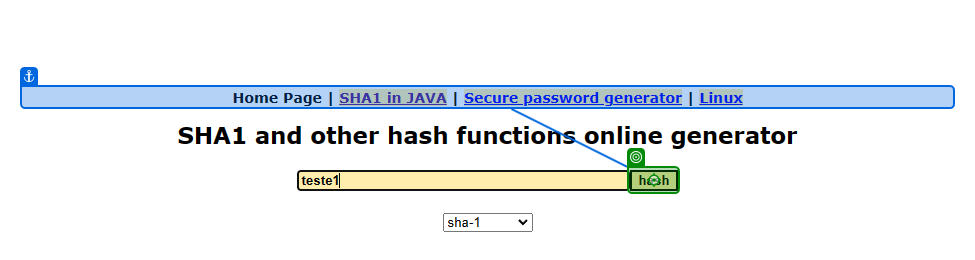 Home Page | SHA1 in JAVA | Secure password generator | Linux
SHA1 and other hash functions online generator
teste1 hash
sha-1